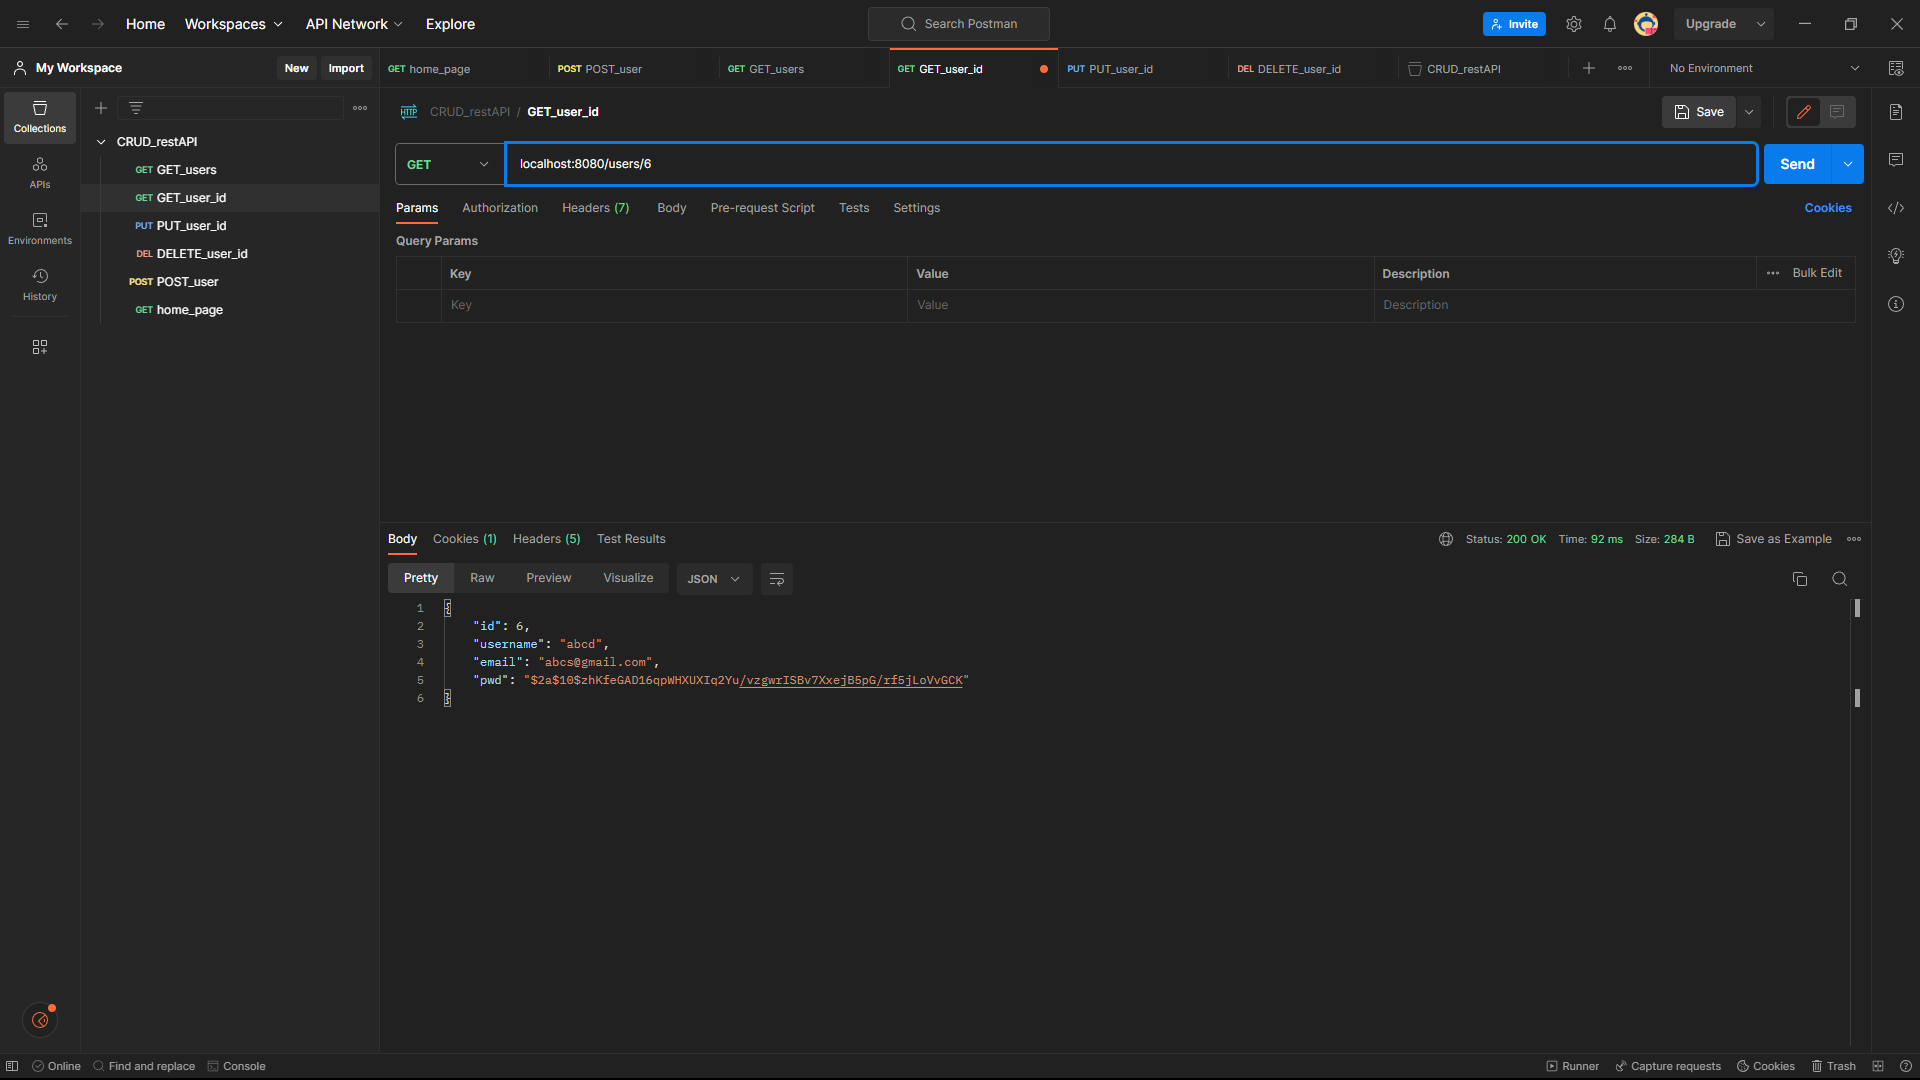 Home Workspaces API Network Explore Search Postman Invite Upgrade
My Workspace New Import GET home_page POST POST_user GET GET_users GET GET_user_id PUT PUT_user_id DEL DELETE_user_id CRUD_restAPI No Environment
Collections
APIs
Environments
History
CRUD_restAPI
GET GET_users
GET GET_user_id
PUT PUT_user_id
DEL DELETE_user_id
POST POST_user
GET home_page
HTTP CRUD_restAPI / GET_user_id Save
GET localhost:8080/users/6 Send
Params Authorization Headers (7) Body Pre-request Script Tests Settings Cookies
Query Params
Key Value Description Bulk Edit
Key Value Description
Body Cookies (1) Headers (5) Test Results Status: 200 OK Time: 92 ms Size: 284 B Save as Example
Pretty Raw Preview Visualize JSON
1 {
2 "id": 6,
3 "username": "abcd",
4 "email": "abcs@gmail.com",
5 "pwd": "$2a$10$zhKfeGAD16qpWHXUXIq2Yu/vzgwrISBv7XxejB5pG/rf5jLoVvGCK"
6 }
Online Find and replace Console Runner Capture requests Cookies Trash